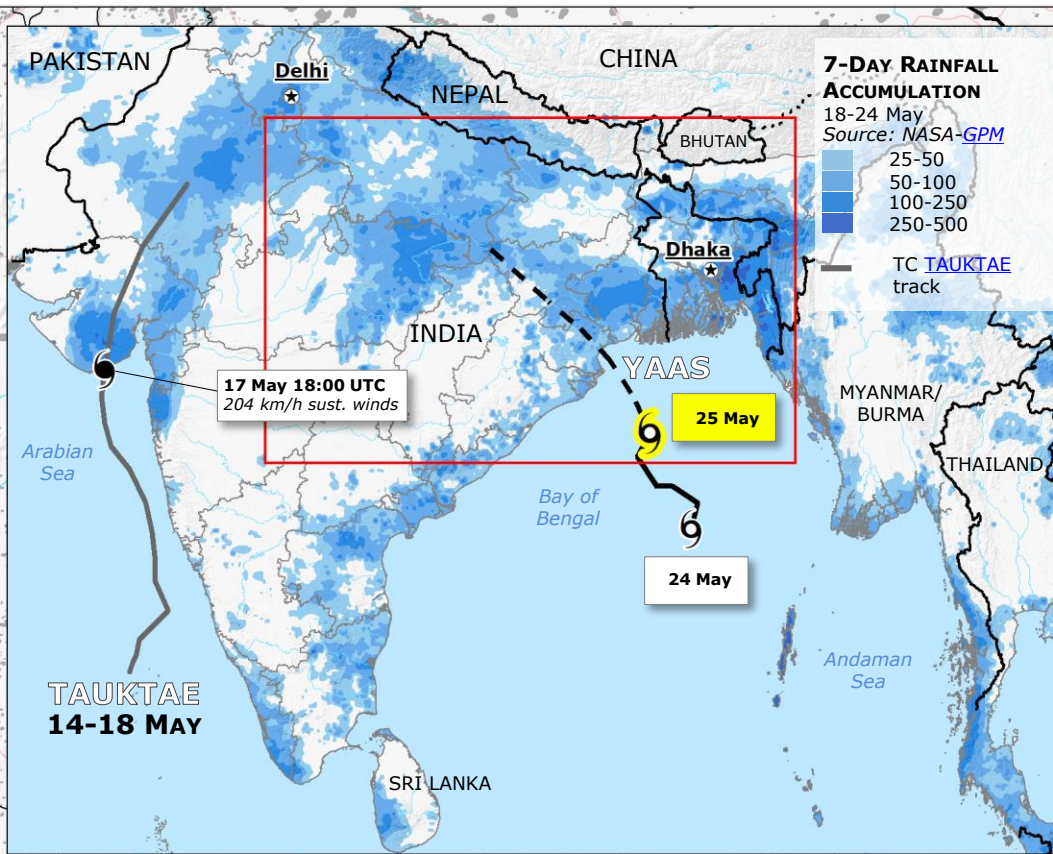 PAKISTAN
CHINA
Delhi
NEPAL
BHUTAN
7-DAY RAINFALL
ACCUMULATION
18-24 May
Source: NASA-GPM
25-50
50-100
100-250
250-500
TC TAUKTAE
track
Dhaka
INDIA
YAAS
17 May 18:00 UTC
204 km/h sust. winds
25 May
MYANMAR/
BURMA
THAILAND
Arabian
Sea
Bay of
Bengal
24 May
Andaman
Sea
TAUKTAE
14-18 MAY
SRI LANKA